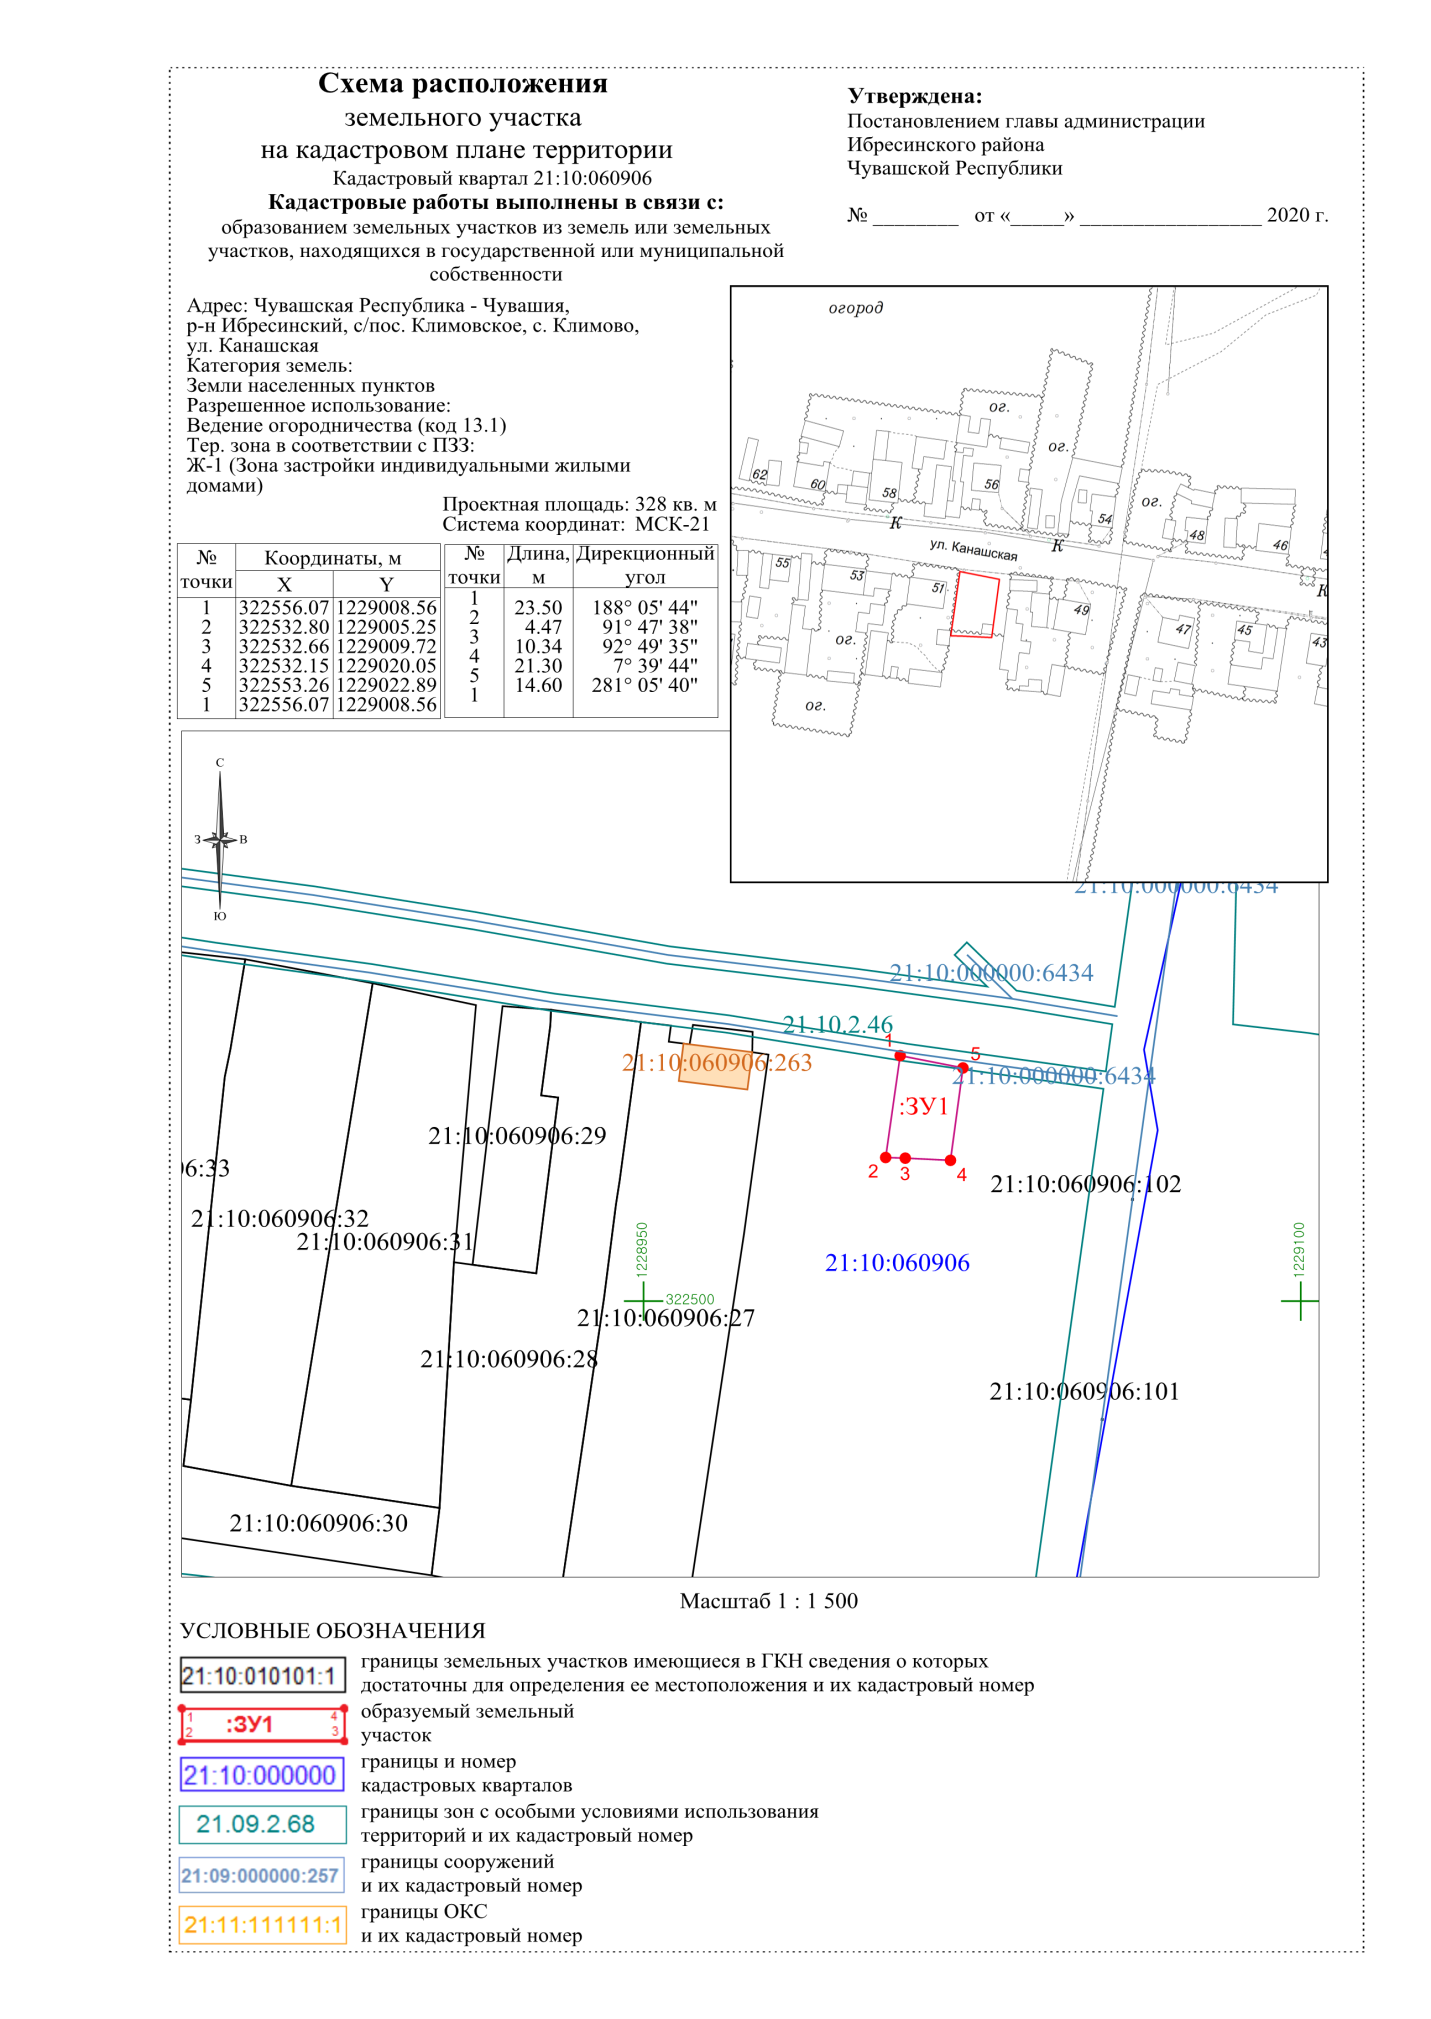 Схема расположения
земельного участка
на кадастровом плане территории
Кадастровый квартал 21:10:060906
Кадастровые работы выполнены в связи с:
образованием земельных участков из земель или земельных
участков, находящихся в государственной или муниципальной
собственности
Утверждена:
Постановлением главы администрации
Ибресинского района
Чувашской Республики
№ ________ от «_____» _________________ 2020 г.
Адрес: Чувашская Республика - Чувашия,
р-н Ибресинский, с/пос. Климовское, с. Климово,
ул. Канашская
Категория земель:
Земли населенных пунктов
Разрешенное использование:
Ведение огородничества (код 13.1)
Тер. зона в соответствии с ПЗЗ:
Ж-1 (Зона застройки индивидуальными жилыми
домами)
Проектная площадь: 328 кв. м
Система координат: МСК-21
№ точки Координаты, м
X Y
1 322556.07 1229008.56
2 322532.80 1229005.25
3 322532.66 1229009.72
4 322532.15 1229020.05
5 322553.26 1229022.89
1 322556.07 1229008.56
№ Длина, Дирекционный
точки м угол
1
23.50 188° 05' 44"
2
4.47 91° 47' 38"
3
10.34 92° 49' 35"
4
21.30 7° 39' 44"
5
14.60 281° 05' 40"
1
огород
ог.
ог.
62
60
58
56
54
ог.
48
46
К
ул. Канашская
К
55
53
51
49
К
47
45
43
ог.
ог.
С
З В
Ю
21:10:000000:6434
21:10:000000:6434
21.10.2.46
21:10:060906:263
1
5
21:10:000000:6434
:ЗУ1
21:10:060906:29
2
3
4
21:10:060906:102
06:33
21:10:060906:32
21:10:060906:31
21:10:060906
1228950
322500
1229100
21:10:060906:27
21:10:060906:28
21:10:060906:101
21:10:060906:30
Масштаб 1 : 1 500
УСЛОВНЫЕ ОБОЗНАЧЕНИЯ
21:10:010101:1
границы земельных участков имеющиеся в ГКН сведения о которых
достаточны для определения ее местоположения и их кадастровый номер
1 :ЗУ1 4
2 3
образуемый земельный
участок
21:10:000000
границы и номер
кадастровых кварталов
21.09.2.68
границы зон с особыми условиями использования
территорий и их кадастровый номер
21:09:000000:257
границы сооружений
и их кадастровый номер
21:11:111111:1
границы ОКС
и их кадастровый номер